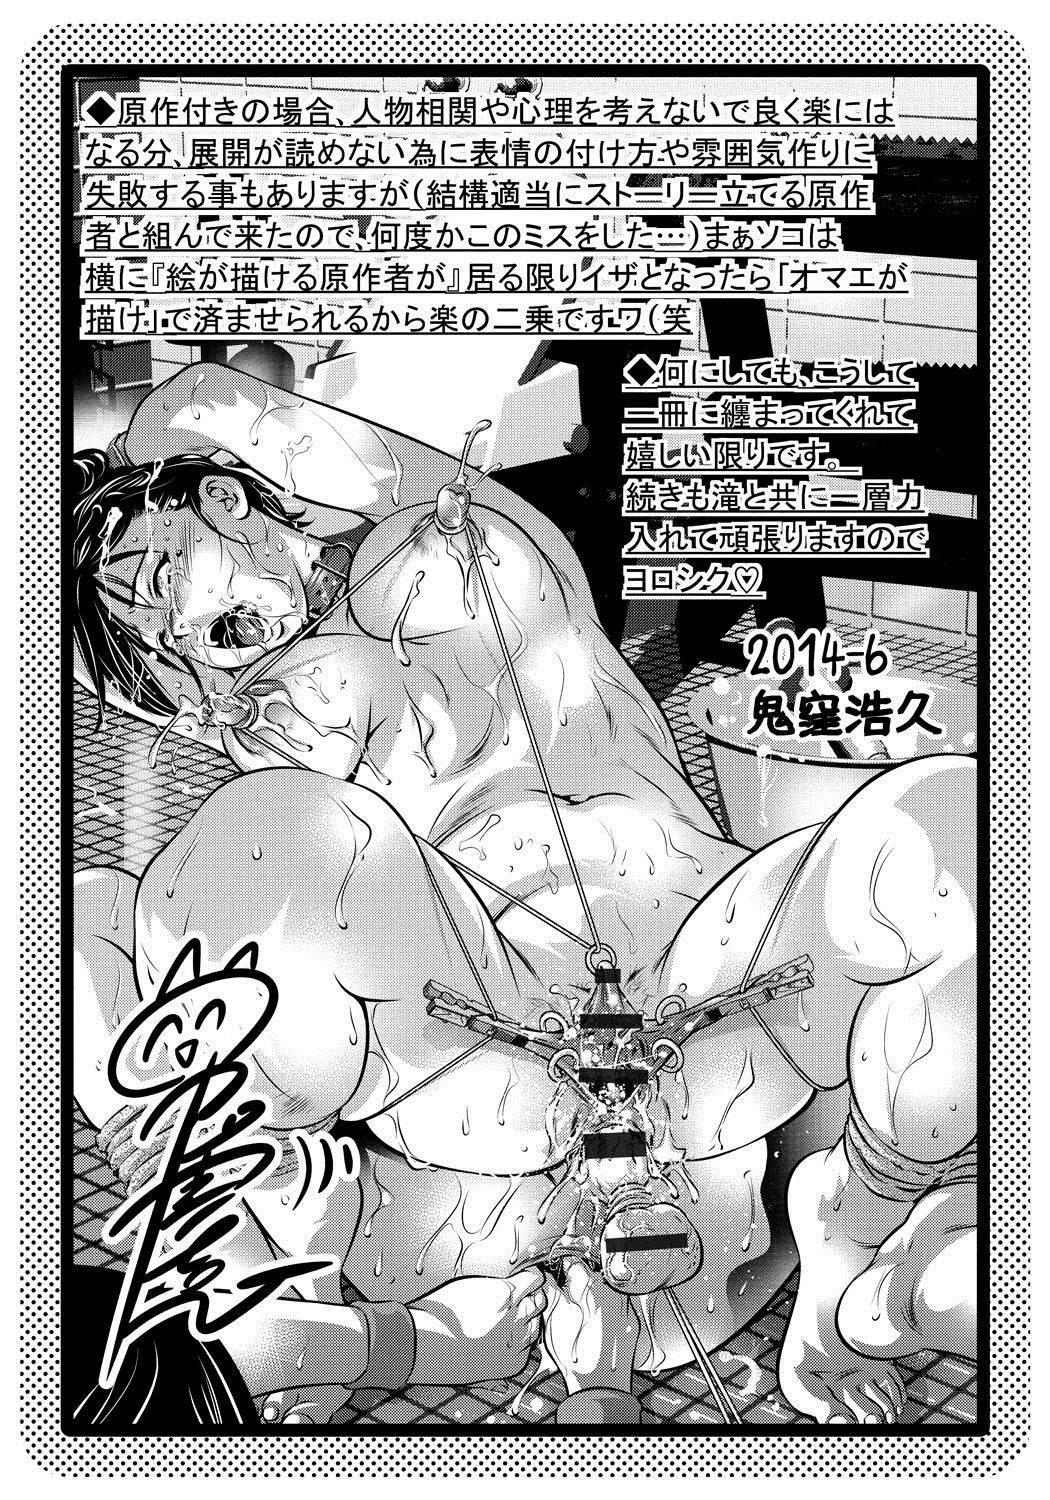 ◆原作付きの場合、人物相関や心理を考えないで良く楽には
なる分、展開が読めない為に表情の付け方や雰囲気作りに
失敗する事もありますが（結構適当にストーリー立てる原作
者と組んで来たので、何度かこのミスをした…）まぁソコは
横に『絵が描ける原作者が』居る限りイザとなったら「オマエが
描け」で済ませられるから楽の二乗ですワ（笑
◆何にしても、こうして
一冊に纏まってくれて
嬉しい限りです。
続きも滝と共に一層力
入れて頑張りますので
ヨロシク♡
2014-6
鬼窪浩久